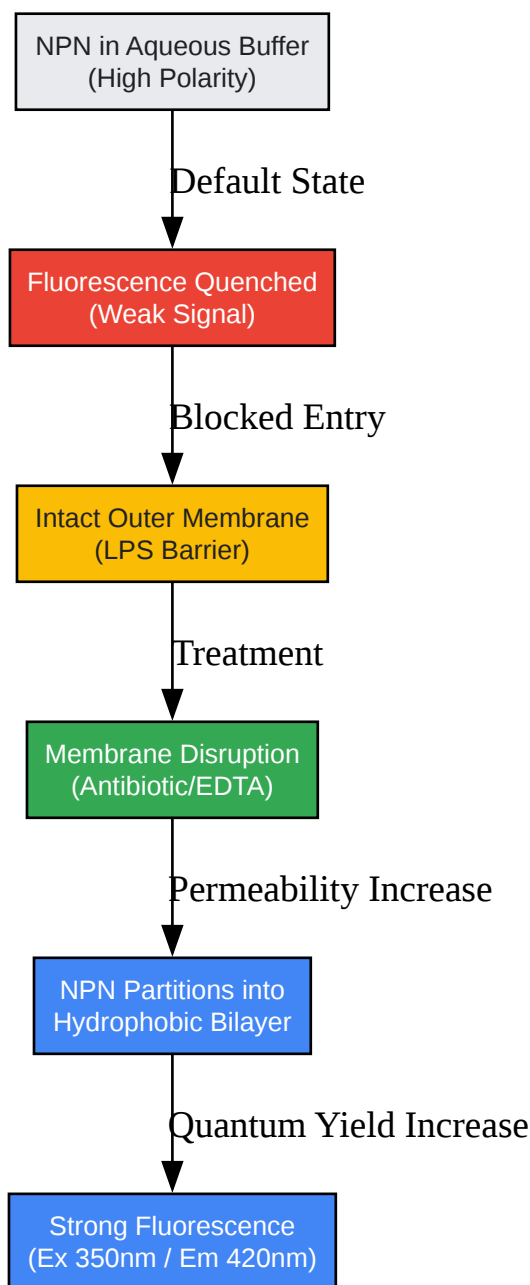 NPN in Aqueous Buffer
(High Polarity)
Default State
Fluorescence Quenched
(Weak Signal)
Blocked Entry
Intact Outer Membrane
(LPS Barrier)
Treatment
Membrane Disruption
(Antibiotic/EDTA)
Permeability Increase
NPN Partitions into
Hydrophobic Bilayer
Quantum Yield Increase
Strong Fluorescence
(Ex 350nm / Em 420nm)